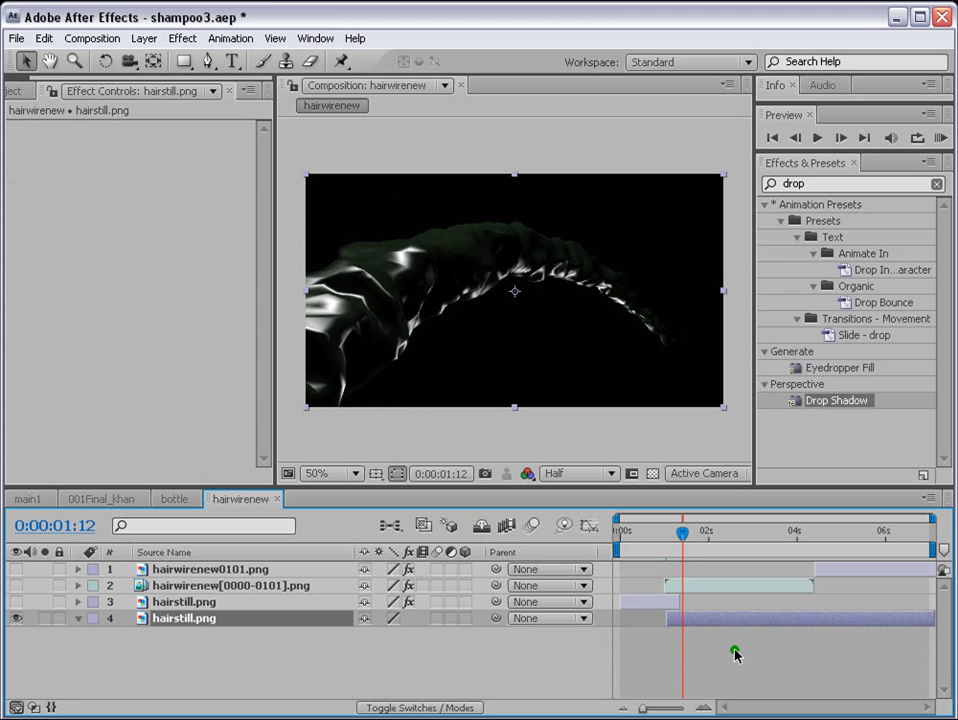 Adobe After Effects - shampoo3.aep *
File Edit Composition Layer Effect Animation View Window Help
Workspace: Standard Search Help
ject Effect Controls: hairstill.png Composition: hairwirenew Info Audio
hairwirenew • hairstill.png hairwirenew
Preview
Effects & Presets
drop
* Animation Presets
Presets
Text
Animate In
Drop In...aracter
Organic
Drop Bounce
Transitions - Movement
Slide - drop
Generate
Eyedropper Fill
Perspective
Drop Shadow
50% 0:00:01:12 Half Active Camera
main1 001Final_khan bottle hairwirenew
0:00:01:12 :00s 02s 04s 06s
# Source Name fx Parent
1 hairwirenew0101.png fx None
2 hairwirenew[0000-0101].png fx None
3 hairstill.png fx None
4 hairstill.png None
Toggle Switches / Modes